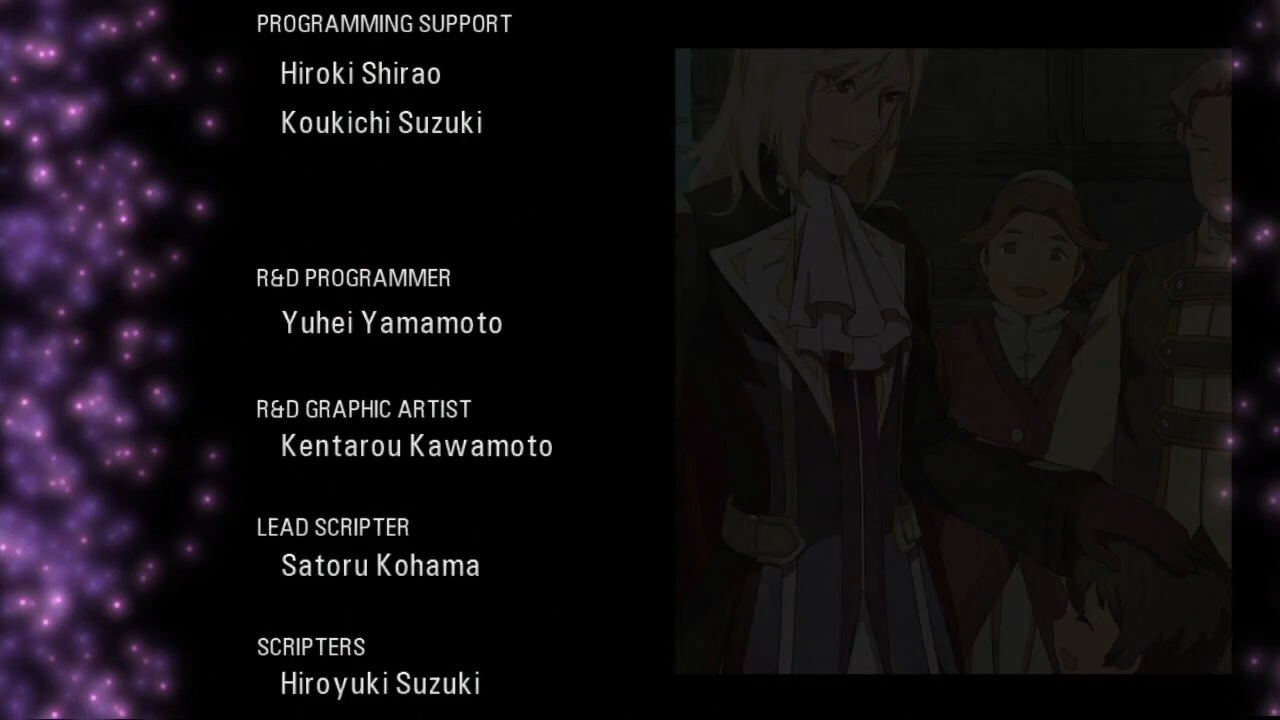 PROGRAMMING SUPPORT
Hiroki Shirao
Koukichi Suzuki
R&D PROGRAMMER
Yuhei Yamamoto
R&D GRAPHIC ARTIST
Kentarou Kawamoto
LEAD SCRIPTER
Satoru Kohama
SCRIPTERS
Hiroyuki Suzuki